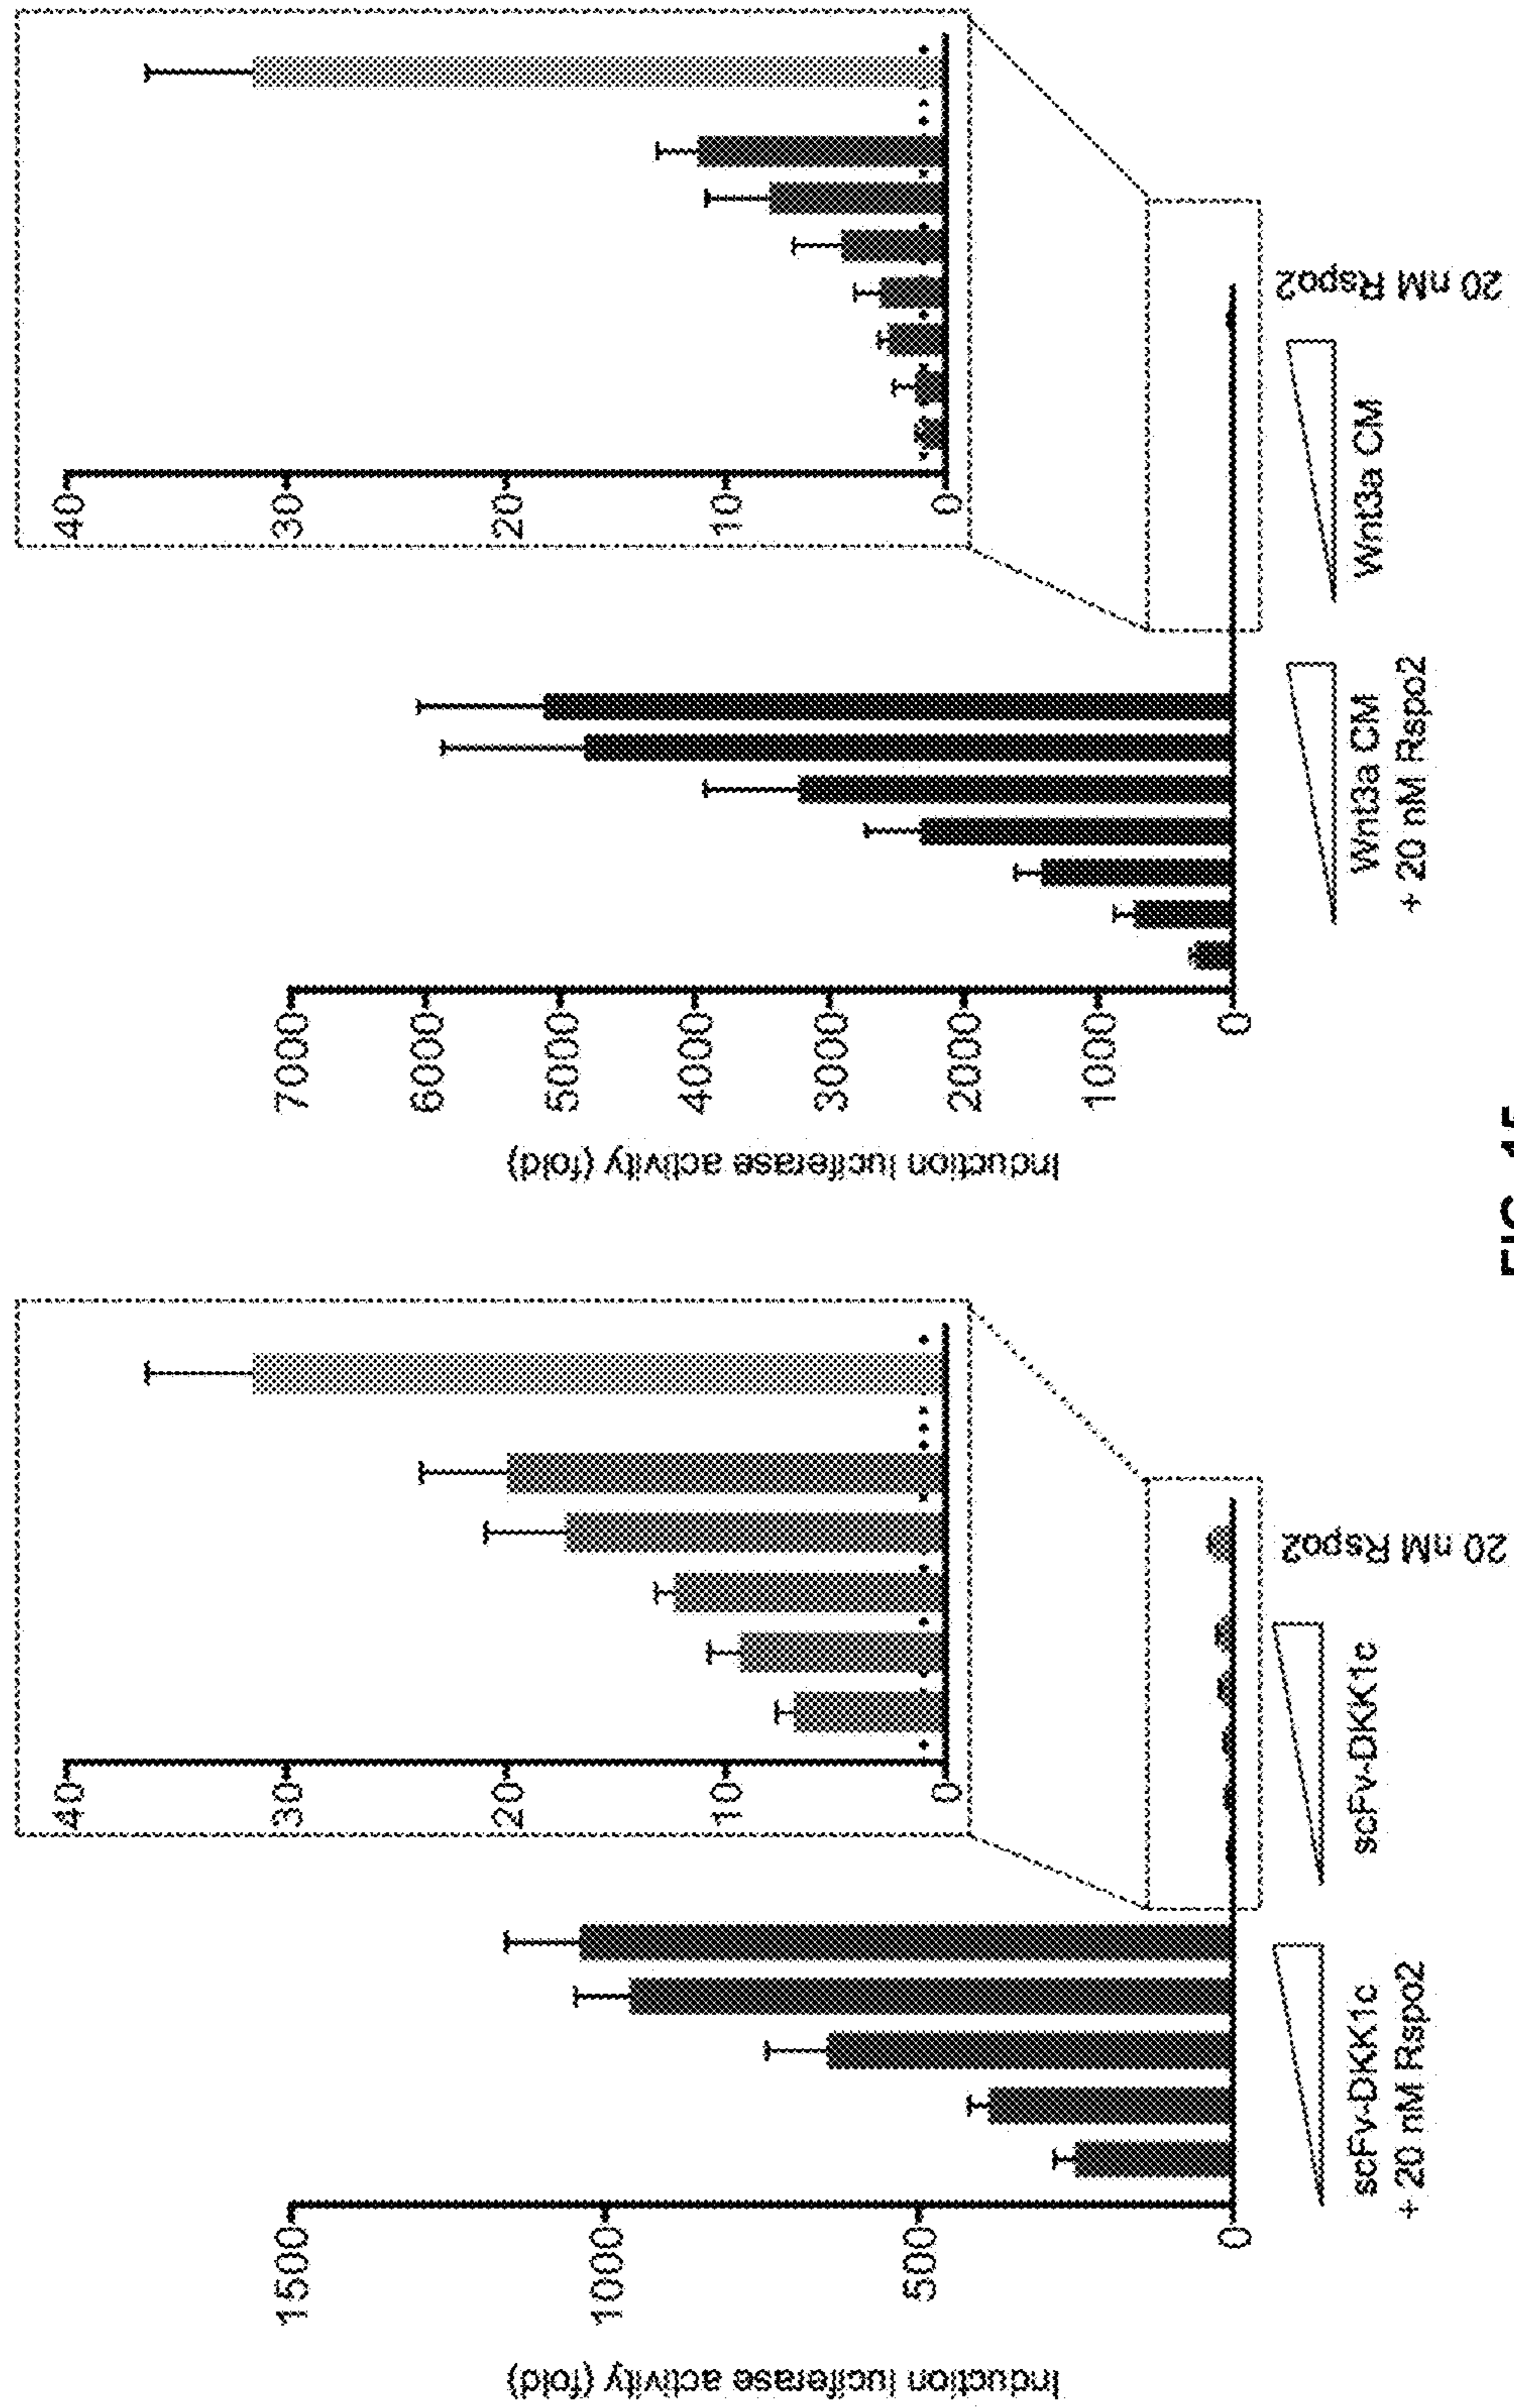 Induction luciferase activity (fold)
1500
1000
500
0
40
30
20
10
0
scFv-DKK1c
+ 20 nM Rspo2
scFv-DKK1c
20 nM Rspo2
Induction luciferase activity (fold)
7000
6000
5000
4000
3000
2000
1000
0
40
30
20
10
0
Wnt3a CM
+ 20 nM Rspo2
Wnt3a CM
20 nM Rspo2
FIG. 15